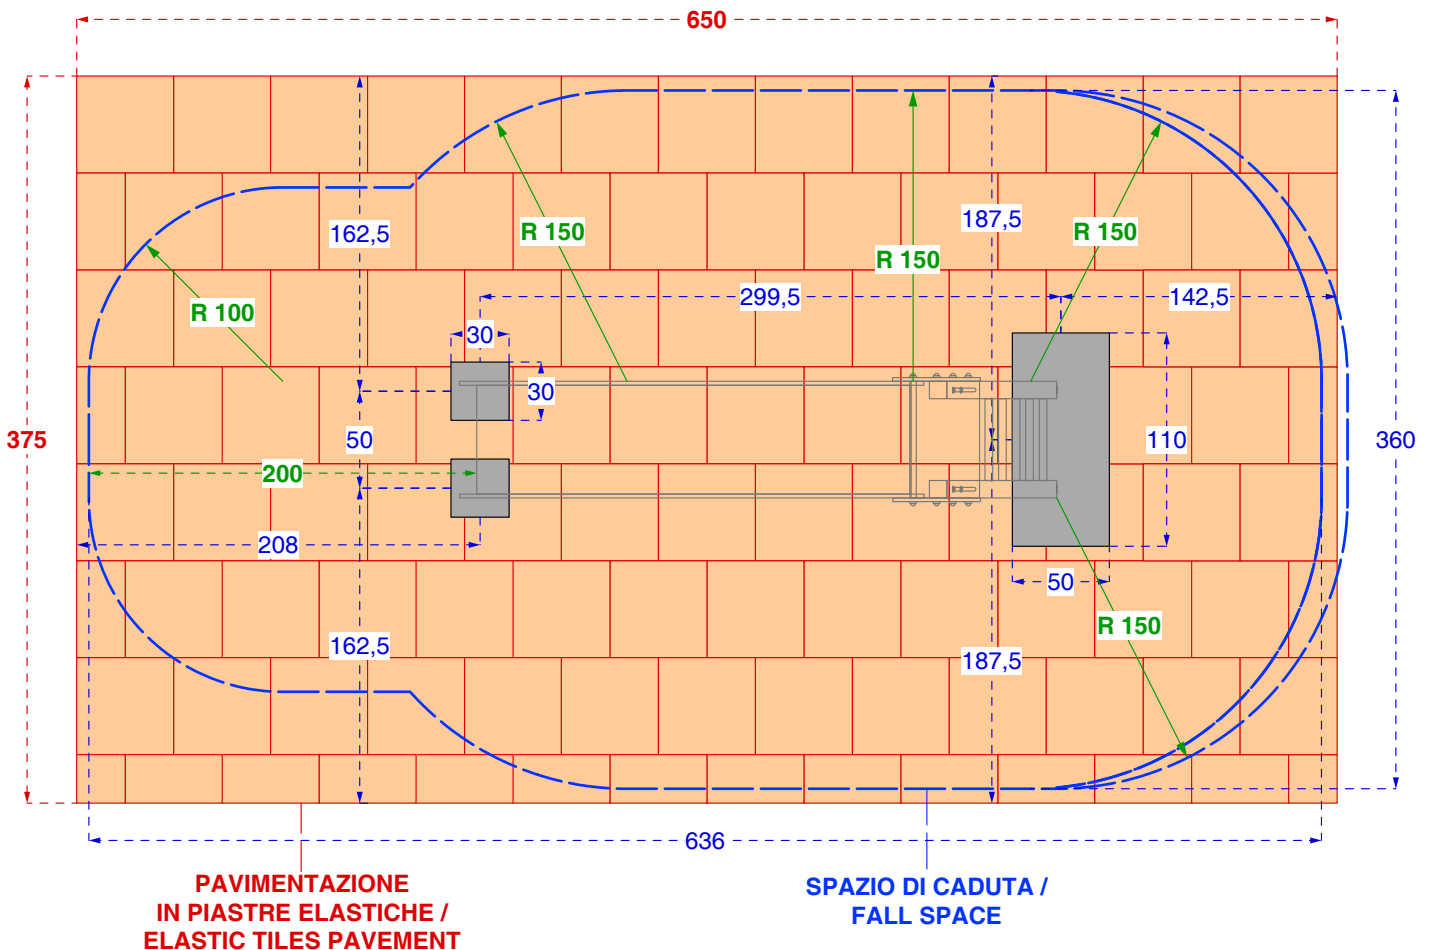 650
162,5
187,5
R 150
R 150
R 150
R 100
299,5
142,5
30
30
375
50
110
360
200
208
50
R 150
162,5
187,5
636
PAVIMENTAZIONE
IN PIASTRE ELASTICHE /
ELASTIC TILES PAVEMENT
SPAZIO DI CADUTA /
FALL SPACE